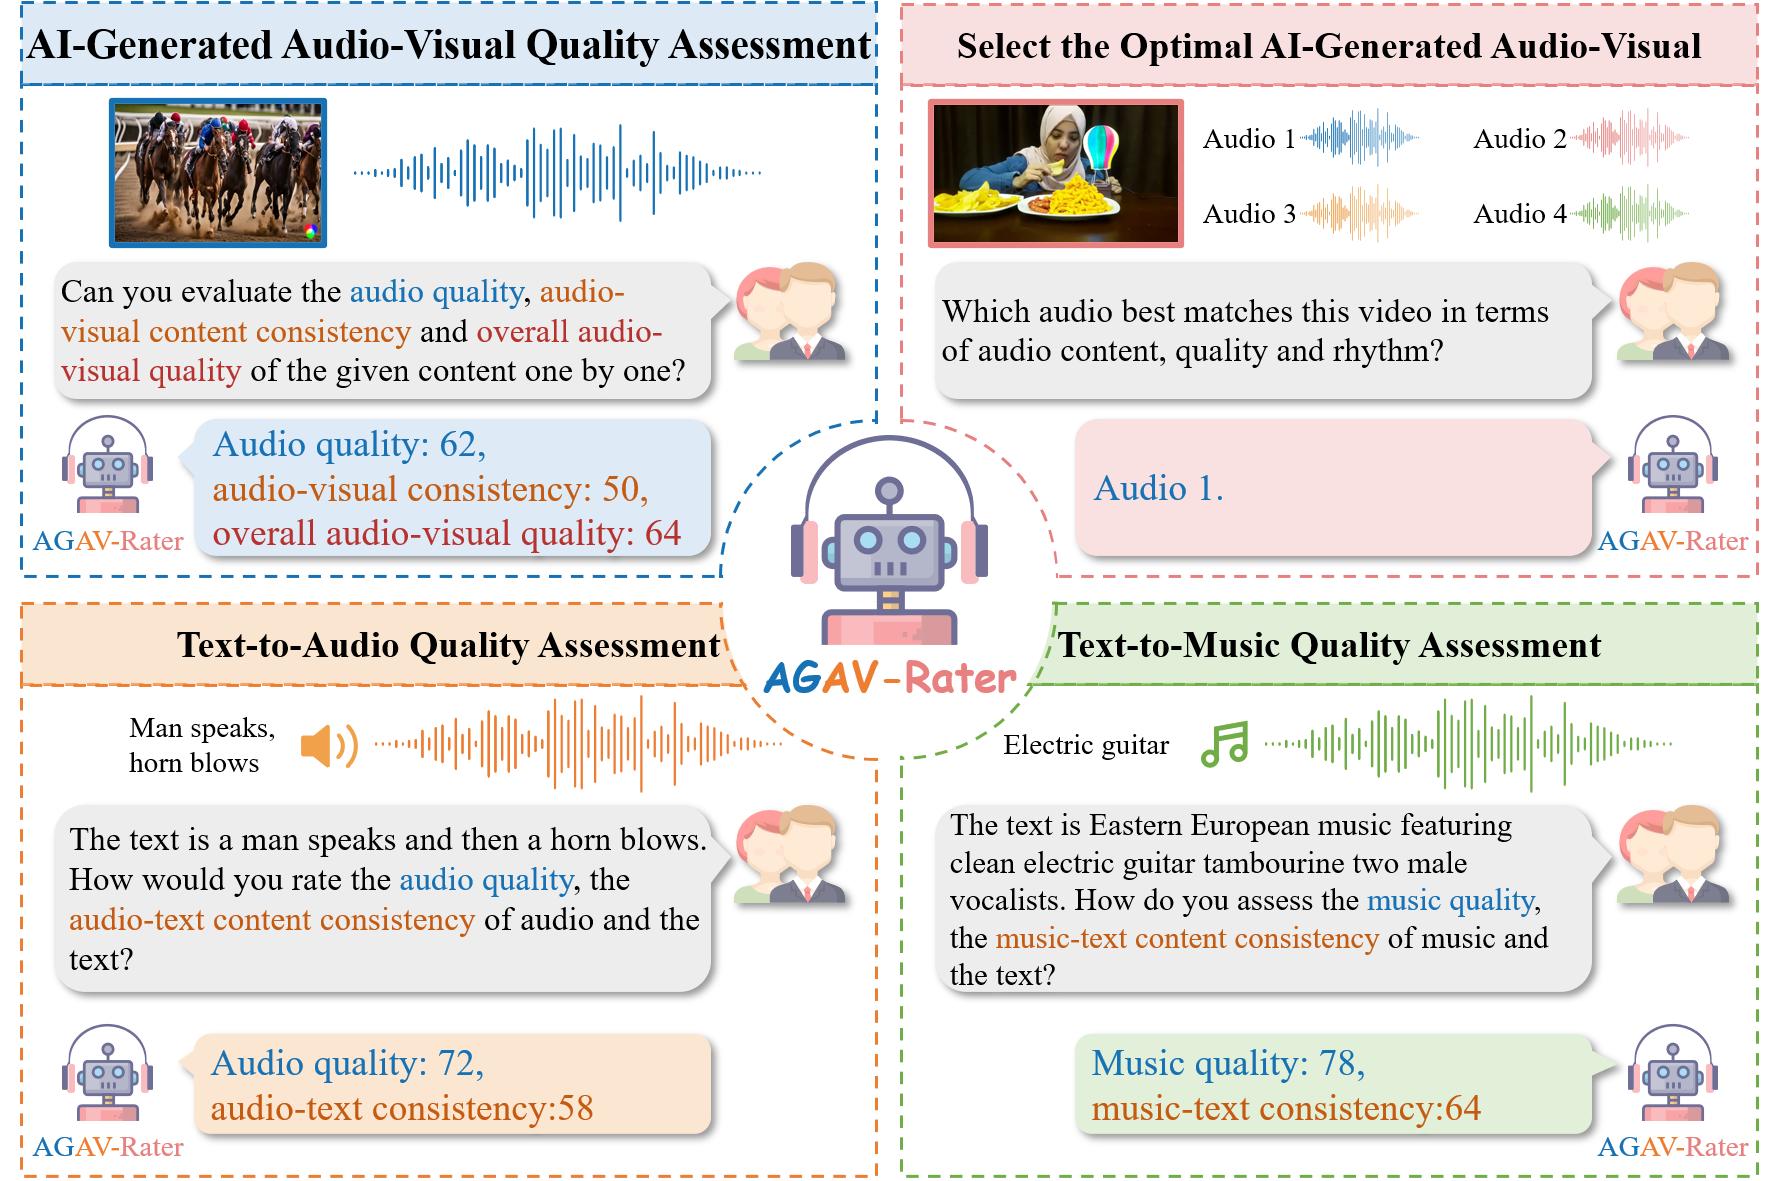 AI-Generated Audio-Visual Quality Assessment
Can you evaluate the audio quality, audio-
visual content consistency and overall audio-
visual quality of the given content one by one?
Audio quality: 62,
audio-visual consistency: 50,
overall audio-visual quality: 64
AGAV-Rater
Select the Optimal AI-Generated Audio-Visual
Audio 1
Audio 2
Audio 3
Audio 4
Which audio best matches this video in terms
of audio content, quality and rhythm?
Audio 1.
AGAV-Rater
AGAV-Rater
Text-to-Audio Quality Assessment
Man speaks,
horn blows
The text is a man speaks and then a horn blows.
How would you rate the audio quality, the
audio-text content consistency of audio and the
text?
Audio quality: 72,
audio-text consistency:58
AGAV-Rater
Text-to-Music Quality Assessment
Electric guitar
The text is Eastern European music featuring
clean electric guitar tambourine two male
vocalists. How do you assess the music quality,
the music-text content consistency of music and
the text?
Music quality: 78,
music-text consistency:64
AGAV-Rater